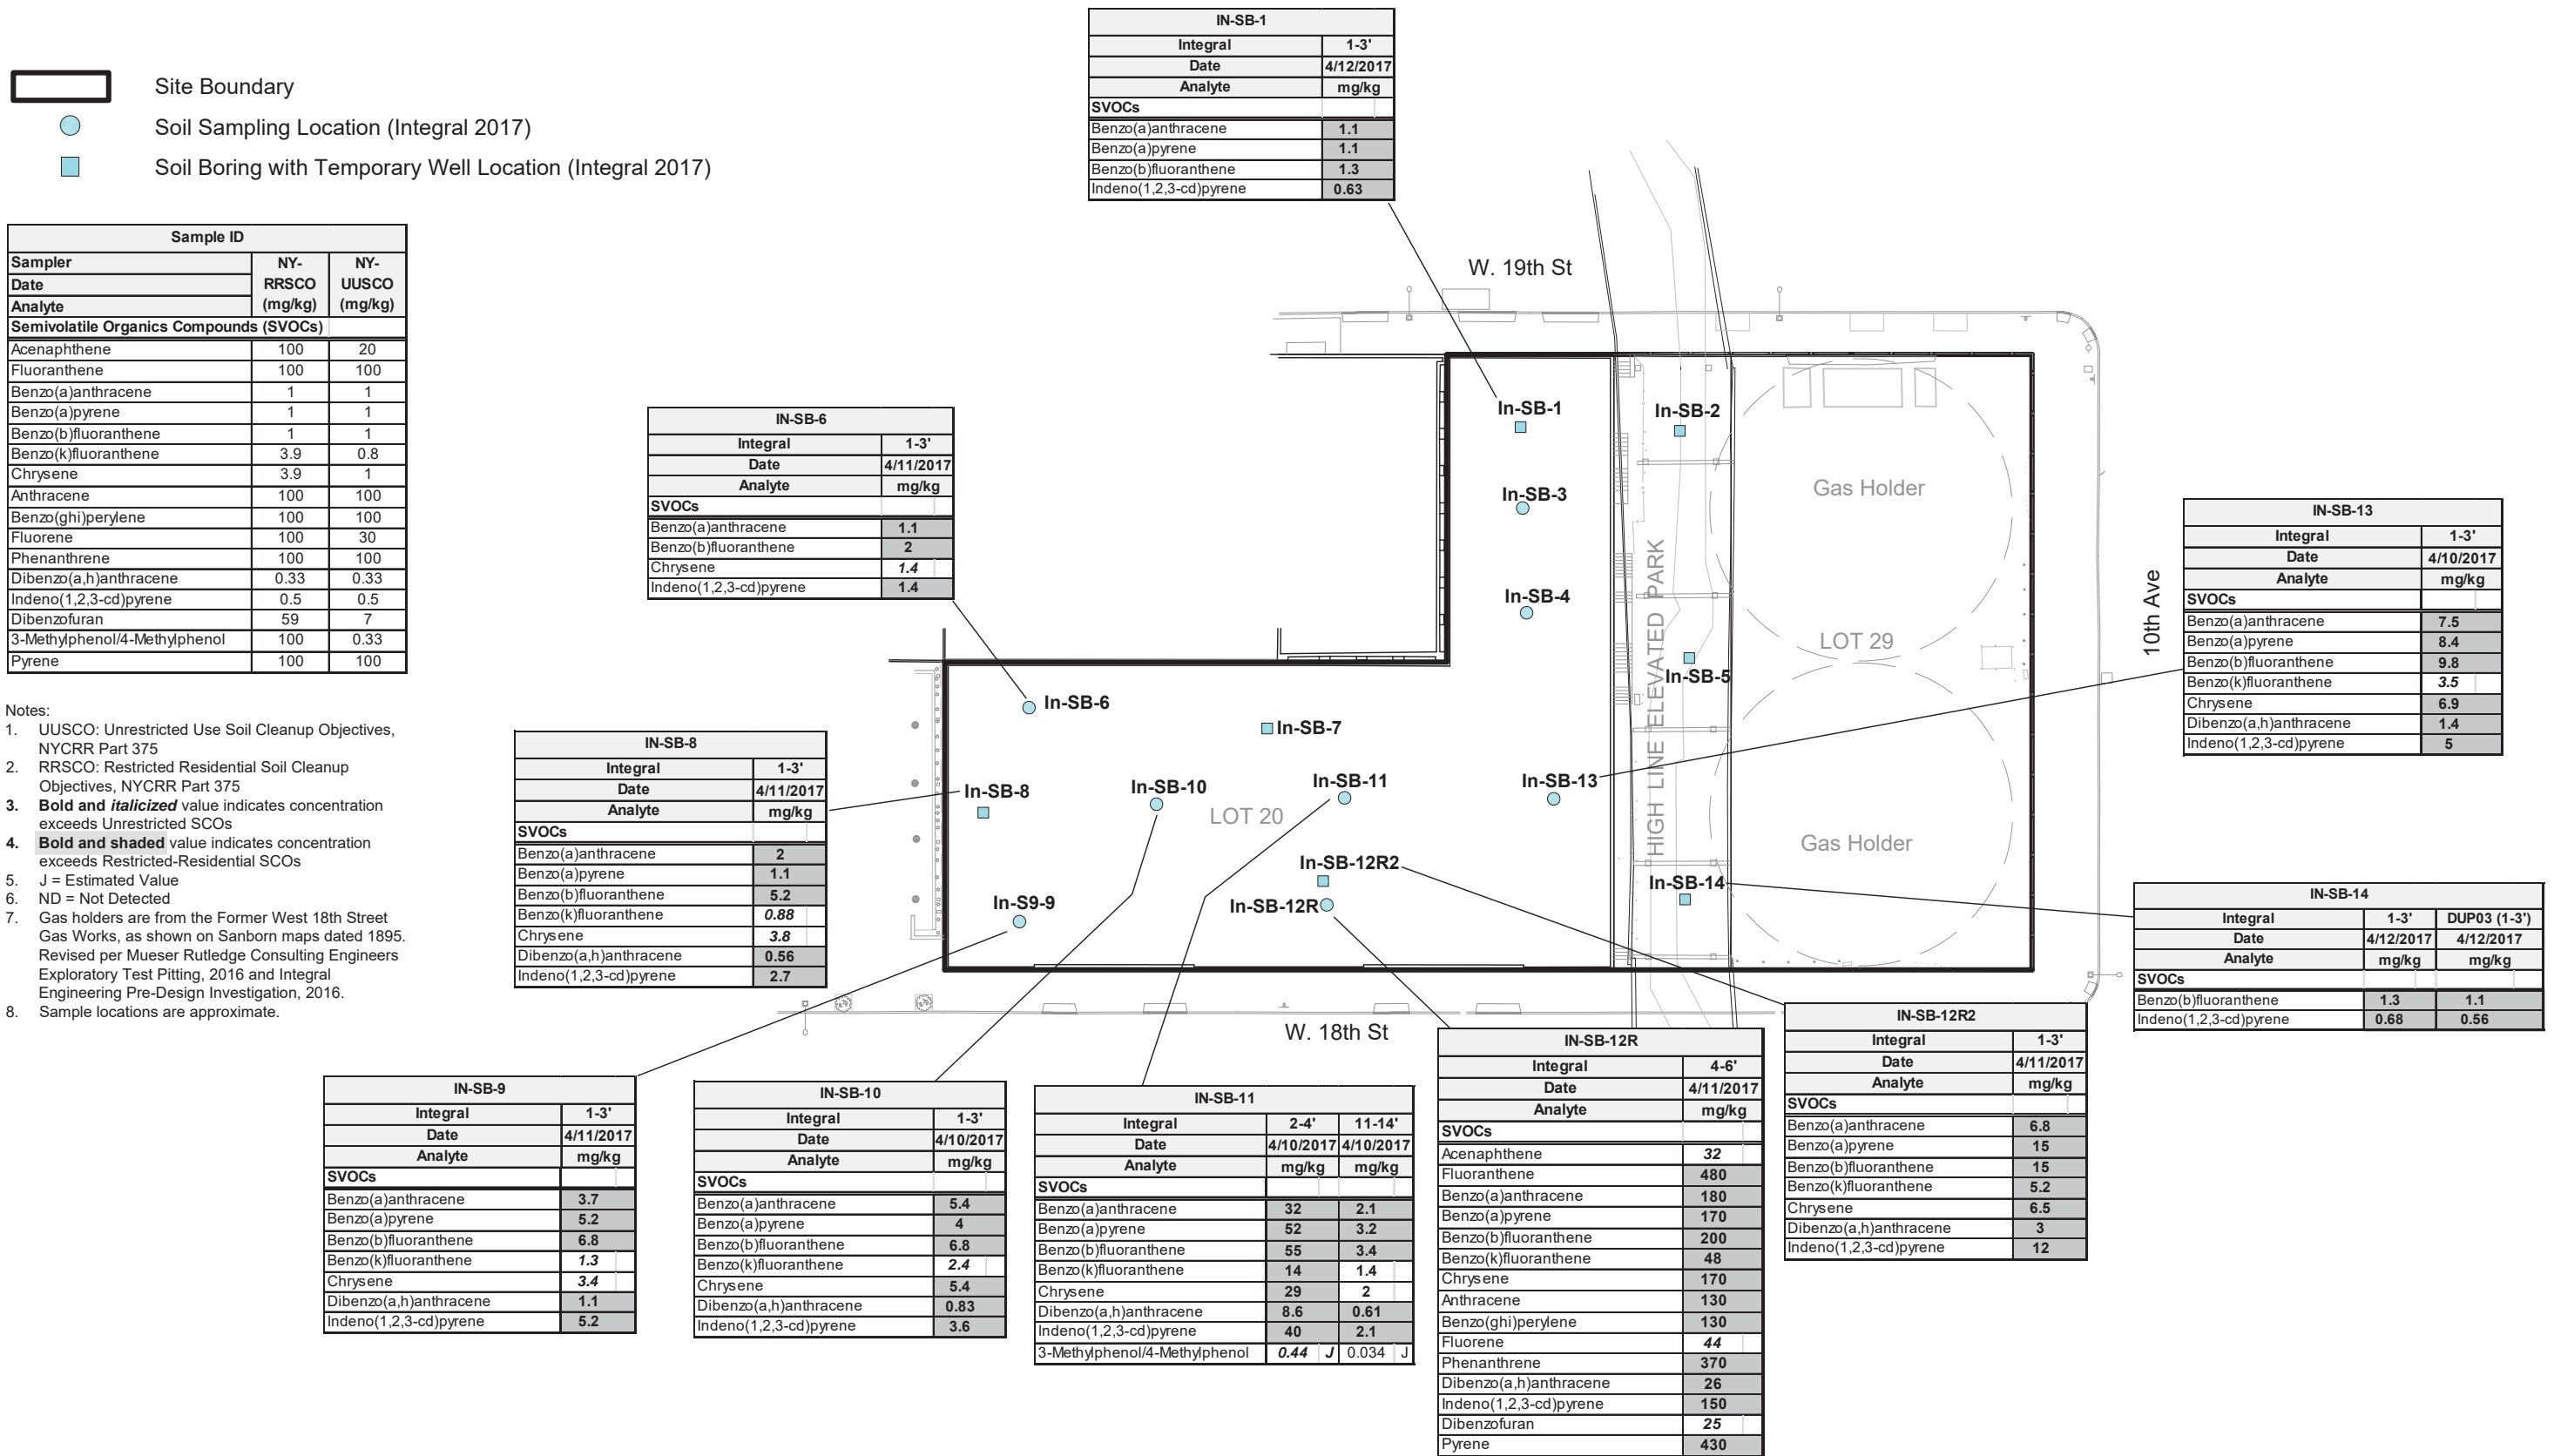 Site Boundary
Soil Sampling Location (Integral 2017)
Soil Boring with Temporary Well Location (Integral 2017)
Sample ID
Sampler NY- NY-
Date RRSCO UUSCO
Analyte (mg/kg) (mg/kg)
Semivolatile Organics Compounds (SVOCs)
Acenaphthene 100 20
Fluoranthene 100 100
Benzo(a)anthracene 1 1
Benzo(a)pyrene 1 1
Benzo(b)fluoranthene 1 1
Benzo(k)fluoranthene 3.9 0.8
Chrysene 3.9 1
Anthracene 100 100
Benzo(ghi)perylene 100 100
Fluorene 100 30
Phenanthrene 100 100
Dibenzo(a,h)anthracene 0.33 0.33
Indeno(1,2,3-cd)pyrene 0.5 0.5
Dibenzofuran 59 7
3-Methylphenol/4-Methylphenol 100 0.33
Pyrene 100 100
Notes:
1. UUSCO: Unrestricted Use Soil Cleanup Objectives,
NYCRR Part 375
2. RRSCO: Restricted Residential Soil Cleanup
Objectives, NYCRR Part 375
3. Bold and italicized value indicates concentration
exceeds Unrestricted SCOs
4. Bold and shaded value indicates concentration
exceeds Restricted-Residential SCOs
5. J = Estimated Value
6. ND = Not Detected
7. Gas holders are from the Former West 18th Street
Gas Works, as shown on Sanborn maps dated 1895.
Revised per Mueser Rutledge Consulting Engineers
Exploratory Test Pitting, 2016 and Integral
Engineering Pre-Design Investigation, 2016.
8. Sample locations are approximate.
IN-SB-1
Integral 1-3'
Date 4/12/2017
Analyte mg/kg
SVOCs
Benzo(a)anthracene 1.1
Benzo(a)pyrene 1.1
Benzo(b)fluoranthene 1.3
Indeno(1,2,3-cd)pyrene 0.63
IN-SB-6
Integral 1-3'
Date 4/11/2017
Analyte mg/kg
SVOCs
Benzo(a)anthracene 1.1
Benzo(b)fluoranthene 2
Chrysene 1.4
Indeno(1,2,3-cd)pyrene 1.4
IN-SB-8
Integral 1-3'
Date 4/11/2017
Analyte mg/kg
SVOCs
Benzo(a)anthracene 2
Benzo(a)pyrene 1.1
Benzo(b)fluoranthene 5.2
Benzo(k)fluoranthene 0.88
Chrysene 3.8
Dibenzo(a,h)anthracene 0.56
Indeno(1,2,3-cd)pyrene 2.7
W. 19th St
In-SB-1
In-SB-2
In-SB-3
In-SB-4
In-SB-5
In-SB-6
In-SB-7
In-SB-8
In-S9-9
In-SB-10
In-SB-11
In-SB-12R2
In-SB-12R
In-SB-13
In-SB-14
LOT 20
HIGH LINE ELEVATED PARK
Gas Holder
LOT 29
Gas Holder
10th Ave
W. 18th St
IN-SB-13
Integral 1-3'
Date 4/10/2017
Analyte mg/kg
SVOCs
Benzo(a)anthracene 7.5
Benzo(a)pyrene 8.4
Benzo(b)fluoranthene 9.8
Benzo(k)fluoranthene 3.5
Chrysene 6.9
Dibenzo(a,h)anthracene 1.4
Indeno(1,2,3-cd)pyrene 5
IN-SB-14
Integral 1-3' DUP03 (1-3')
Date 4/12/2017 4/12/2017
Analyte mg/kg mg/kg
SVOCs
Benzo(b)fluoranthene 1.3 1.1
Indeno(1,2,3-cd)pyrene 0.68 0.56
IN-SB-9
Integral 1-3'
Date 4/11/2017
Analyte mg/kg
SVOCs
Benzo(a)anthracene 3.7
Benzo(a)pyrene 5.2
Benzo(b)fluoranthene 6.8
Benzo(k)fluoranthene 1.3
Chrysene 3.4
Dibenzo(a,h)anthracene 1.1
Indeno(1,2,3-cd)pyrene 5.2
IN-SB-10
Integral 1-3'
Date 4/10/2017
Analyte mg/kg
SVOCs
Benzo(a)anthracene 5.4
Benzo(a)pyrene 4
Benzo(b)fluoranthene 6.8
Benzo(k)fluoranthene 2.4
Chrysene 5.4
Dibenzo(a,h)anthracene 0.83
Indeno(1,2,3-cd)pyrene 3.6
IN-SB-11
Integral 2-4' 11-14'
Date 4/10/2017 4/10/2017
Analyte mg/kg mg/kg
SVOCs
Benzo(a)anthracene 32 2.1
Benzo(a)pyrene 52 3.2
Benzo(b)fluoranthene 55 3.4
Benzo(k)fluoranthene 14 1.4
Chrysene 29 2
Dibenzo(a,h)anthracene 8.6 0.61
Indeno(1,2,3-cd)pyrene 40 2.1
3-Methylphenol/4-Methylphenol 0.44 J 0.034 J
IN-SB-12R
Integral 4-6'
Date 4/11/2017
Analyte mg/kg
SVOCs
Acenaphthene 32
Fluoranthene 480
Benzo(a)anthracene 180
Benzo(a)pyrene 170
Benzo(b)fluoranthene 200
Benzo(k)fluoranthene 48
Chrysene 170
Anthracene 130
Benzo(ghi)perylene 130
Fluorene 44
Phenanthrene 370
Dibenzo(a,h)anthracene 26
Indeno(1,2,3-cd)pyrene 150
Dibenzofuran 25
Pyrene 430
IN-SB-12R2
Integral 1-3'
Date 4/11/2017
Analyte mg/kg
SVOCs
Benzo(a)anthracene 6.8
Benzo(a)pyrene 15
Benzo(b)fluoranthene 15
Benzo(k)fluoranthene 5.2
Chrysene 6.5
Dibenzo(a,h)anthracene 3
Indeno(1,2,3-cd)pyrene 12